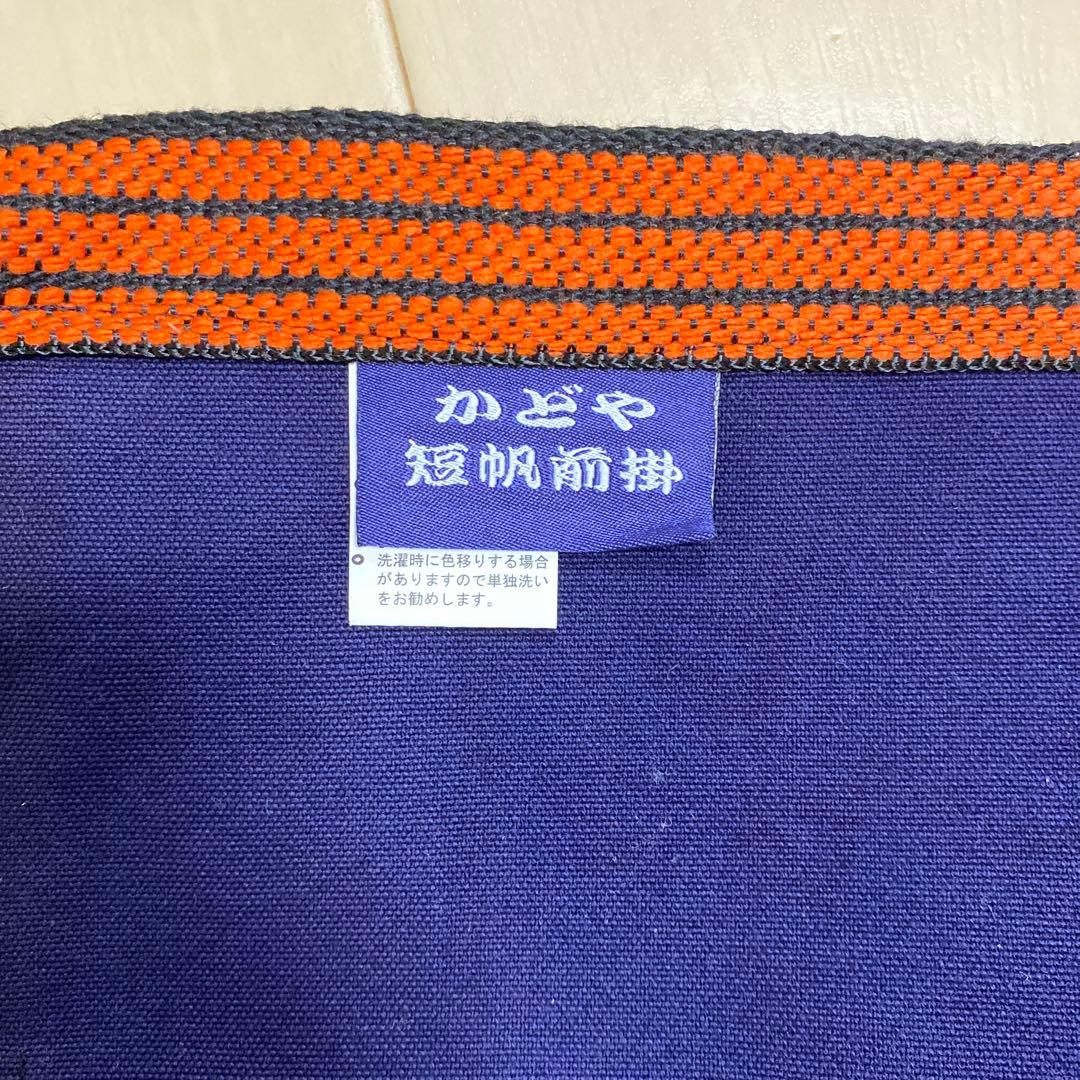 かどや
短帆前掛
洗濯時に色移りする場合
がありますので単独洗い
をお勧めします。